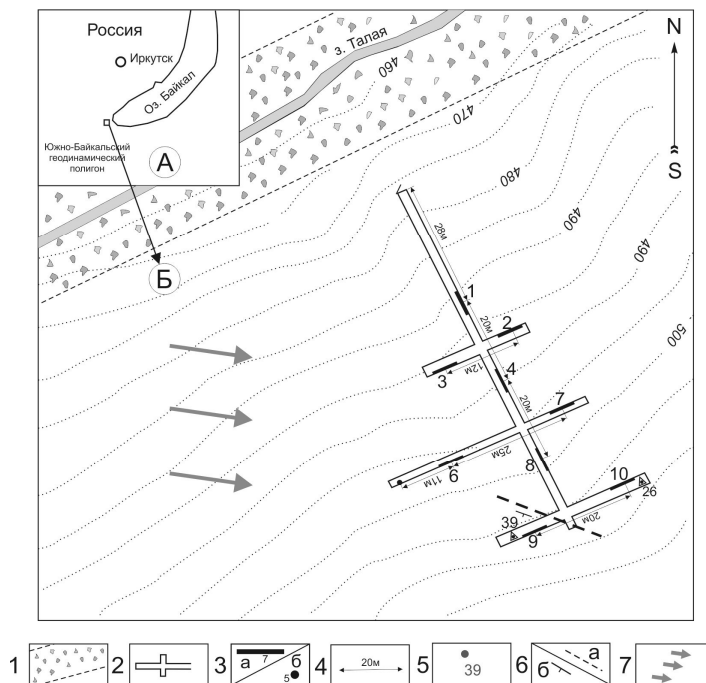 Россия
Иркутск
Оз. Байкал
Южно-Байкальский
геодинамический
полигон
А
Б
з. Талая
460
470
480
490
490
500
N
S
28м
1
20м
2
3
12м
4
20м
7
25м
6
11м
8
10
26
20м
39
9
1
2
3
а
7
б
5
4
20м
5
39
6
а
б
7